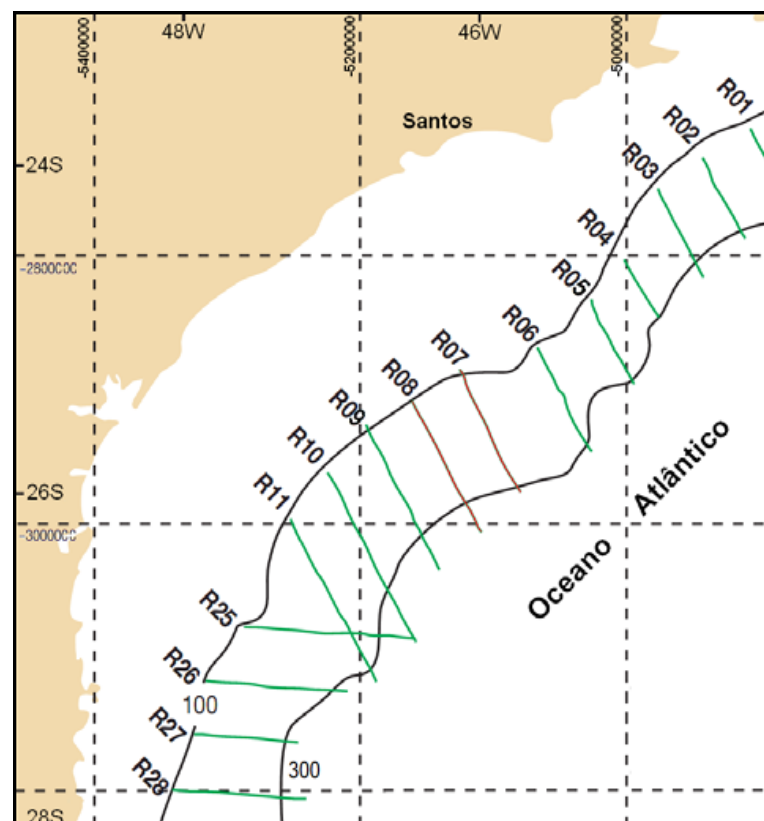 -5400000
48W
-5200000
46W
-5000000
R01
R02
Santos
R03
24S
R04
-2800000
R05
R06
R07
R08
R09
Atlântico
R10
26S
R11
-3000000
Oceano
R25
R26
100
R27
300
R28
28S